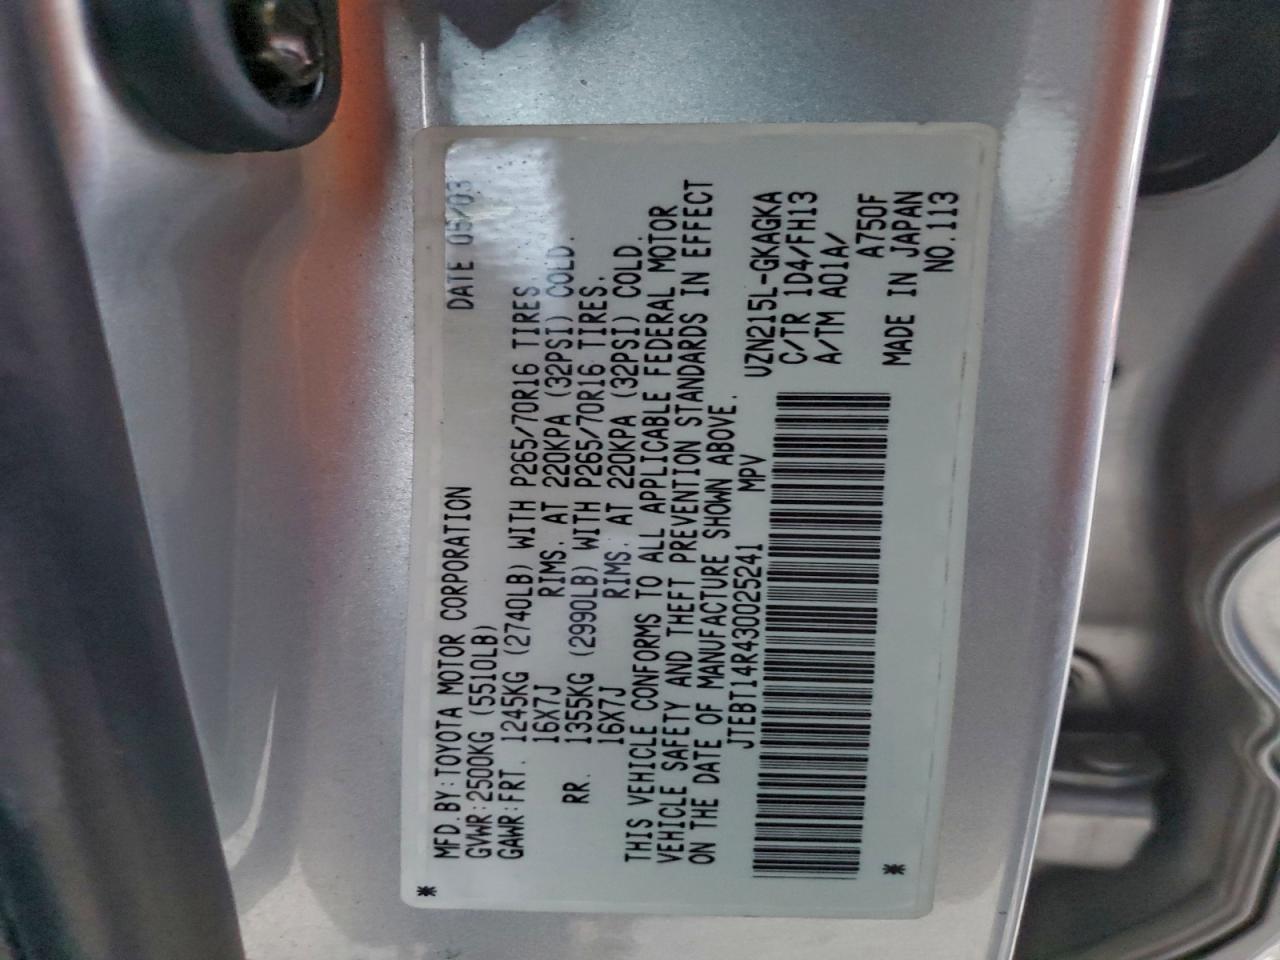 MFD. BY: TOYOTA MOTOR CORPORATION DATE 05/03
GVWR: 2500KG (5510LB)
GAWR: FRT. 1245KG (2740LB) WITH P265/70R16 TIRES.
16X7J RIMS. AT 220KPA (32PSI) COLD.
RR. 1355KG (2990LB) WITH P265/70R16 TIRES.
16X7J RIMS. AT 220KPA (32PSI) COLD.
THIS VEHICLE CONFORMS TO ALL APPLICABLE FEDERAL MOTOR
VEHICLE SAFETY AND THEFT PREVENTION STANDARDS IN EFFECT
ON THE DATE OF MANUFACTURE SHOWN ABOVE.
JTEBT14R430025241 MPV UZN215L-GKAGKA
C/TR 1D4/FH13
A/TM A01A/
A750F
MADE IN JAPAN
NO.113